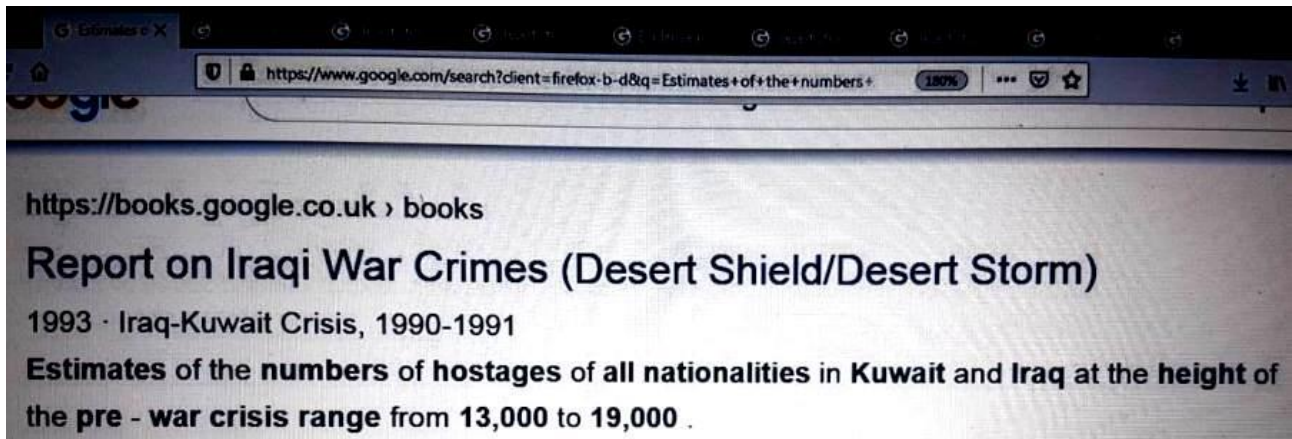 G Estimates o X
https://www.google.com/search?client=firefox-b-d&q=Estimates+of+the+numbers+ 180%
https://books.google.co.uk › books
Report on Iraqi War Crimes (Desert Shield/Desert Storm)
1993 · Iraq-Kuwait Crisis, 1990-1991
Estimates of the numbers of hostages of all nationalities in Kuwait and Iraq at the height of
the pre - war crisis range from 13,000 to 19,000 .